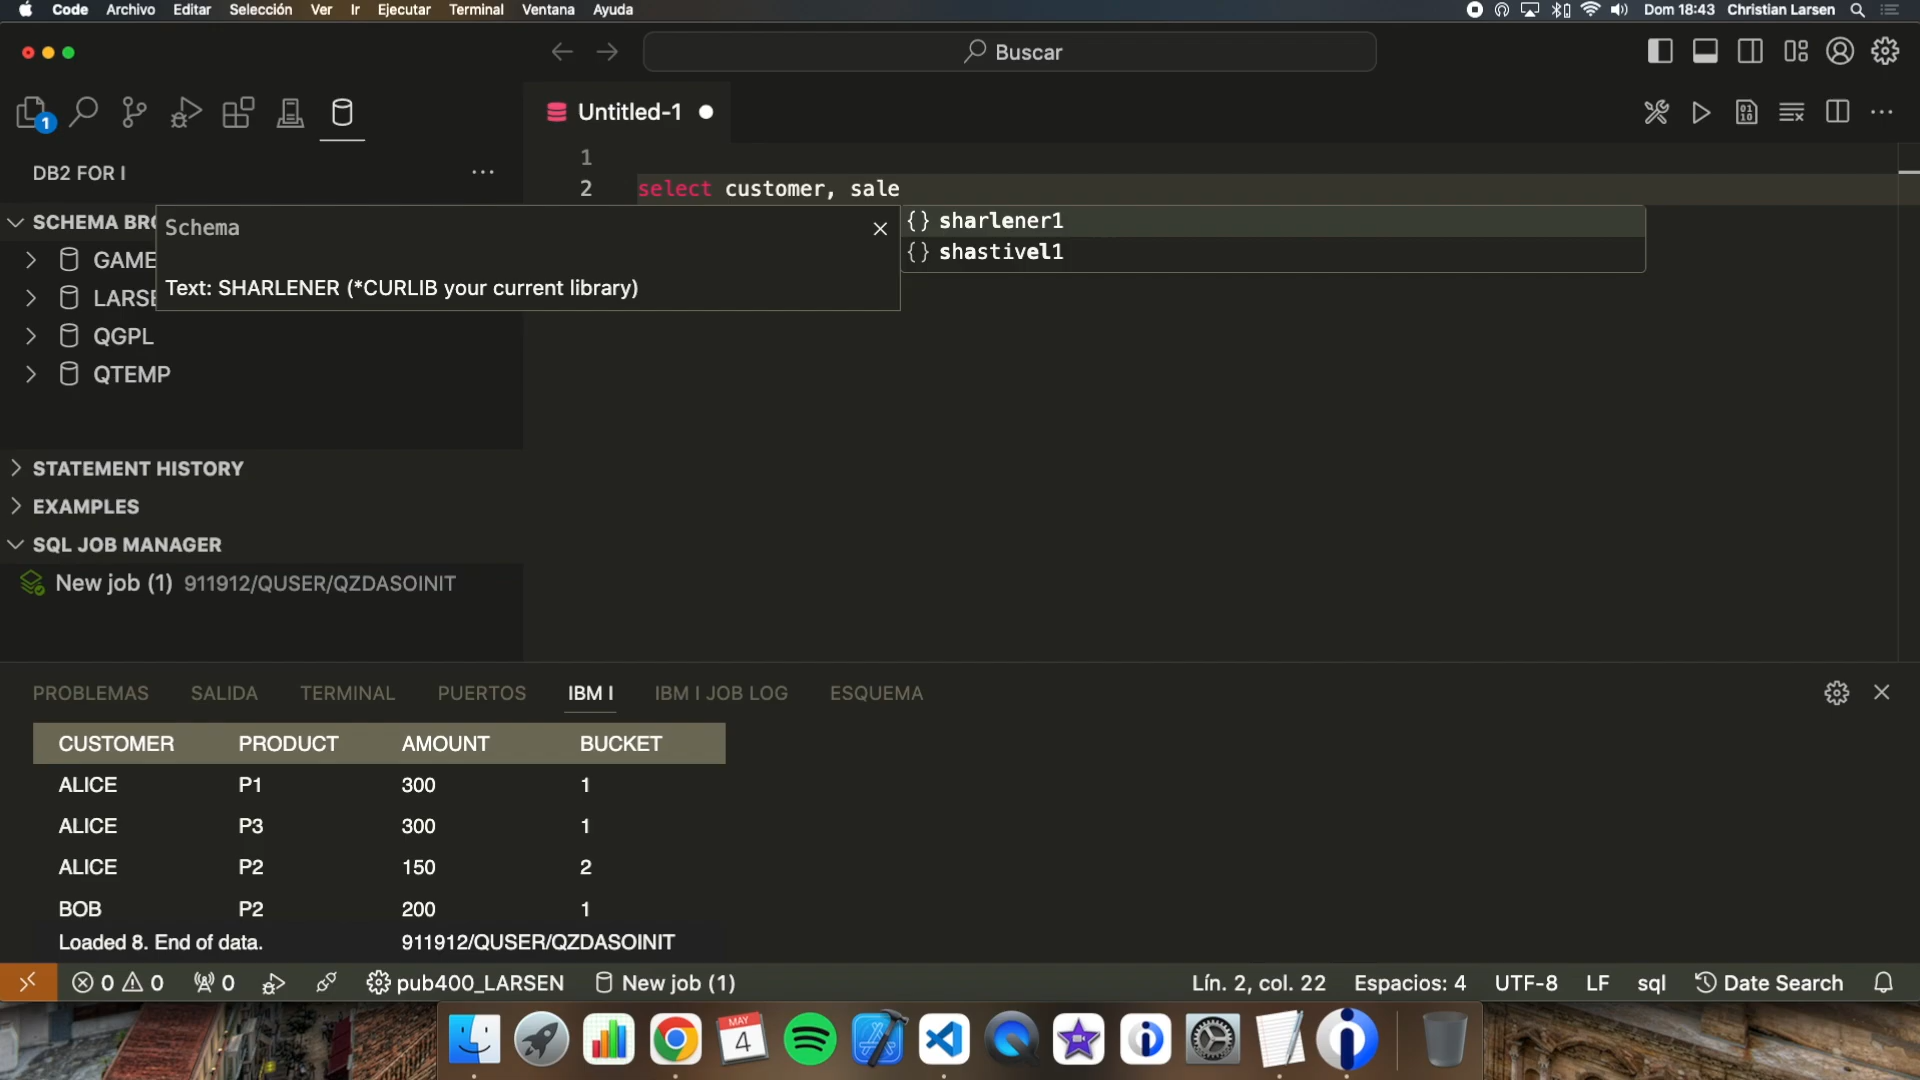 Code Archivo Editar Selección Ver Ir Ejecutar Terminal Ventana Ayuda Dom 18:43 Christian Larsen
Buscar
1
Untitled-1
DB2 FOR I
1
2 select customer, sale
SCHEMA BRO
Schema
sharlener1
shastivel1
GAME
LARSE
Text: SHARLENER (*CURLIB your current library)
QGPL
QTEMP
STATEMENT HISTORY
EXAMPLES
SQL JOB MANAGER
New job (1) 911912/QUSER/QZDASOINIT
PROBLEMAS SALIDA TERMINAL PUERTOS IBM I IBM I JOB LOG ESQUEMA
CUSTOMER PRODUCT AMOUNT BUCKET
ALICE P1 300 1
ALICE P3 300 1
ALICE P2 150 2
BOB P2 200 1
Loaded 8. End of data. 911912/QUSER/QZDASOINIT
0 0 0 pub400_LARSEN New job (1) Lín. 2, col. 22 Espacios: 4 UTF-8 LF sql Date Search
MAY
4